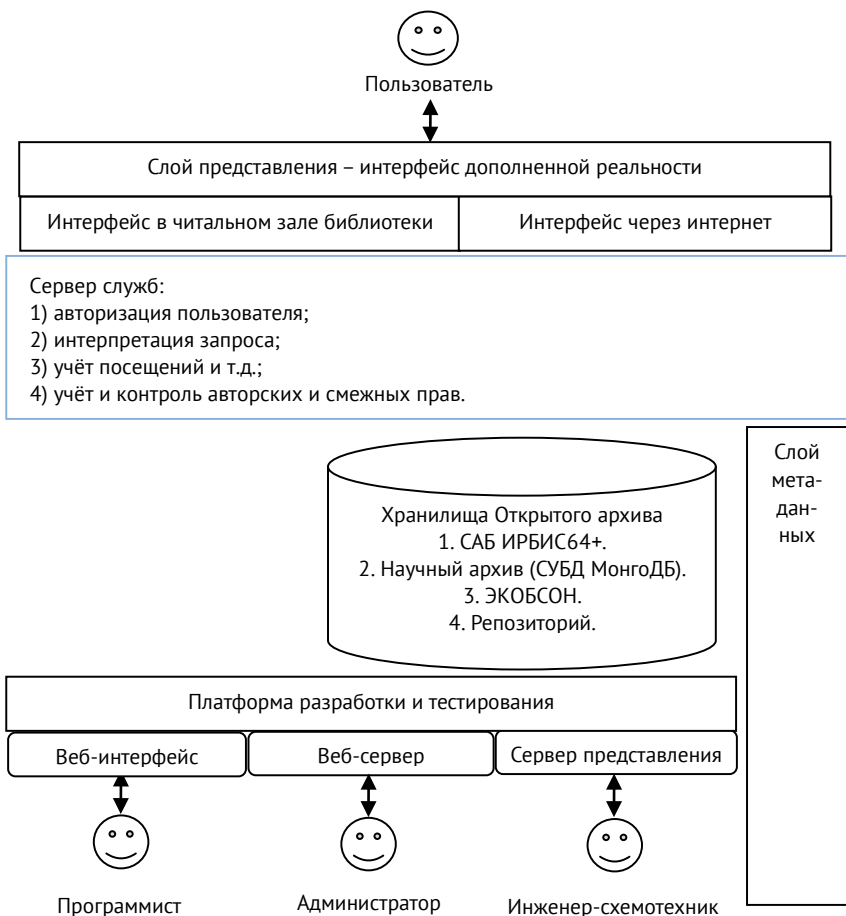 Пользователь
Слой представления – интерфейс дополненной реальности
Интерфейс в читальном зале библиотеки
Интерфейс через интернет
Сервер служб:
1) авторизация пользователя;
2) интерпретация запроса;
3) учёт посещений и т.д.;
4) учёт и контроль авторских и смежных прав.
Слой
мета-
дан-
ных
Хранилища Открытого архива
1. САБ ИРБИС64+.
2. Научный архив (СУБД МонгоДБ).
3. ЭКОБСОН.
4. Репозиторий.
Платформа разработки и тестирования
Веб-интерфейс
Веб-сервер
Сервер представления
Программист
Администратор
Инженер-схемотехник